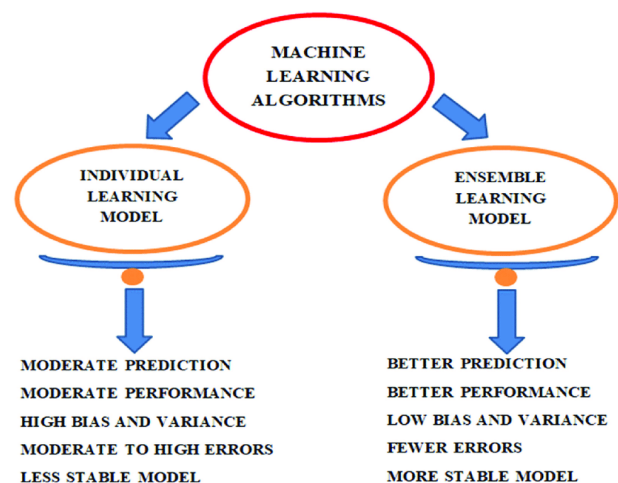 MACHINE
LEARNING
ALGORITHMS
INDIVIDUAL
LEARNING
MODEL
ENSEMBLE
LEARNING
MODEL
MODERATE PREDICTION
MODERATE PERFORMANCE
HIGH BIAS AND VARIANCE
MODERATE TO HIGH ERRORS
LESS STABLE MODEL
BETTER PREDICTION
BETTER PERFORMANCE
LOW BIAS AND VARIANCE
FEWER ERRORS
MORE STABLE MODEL